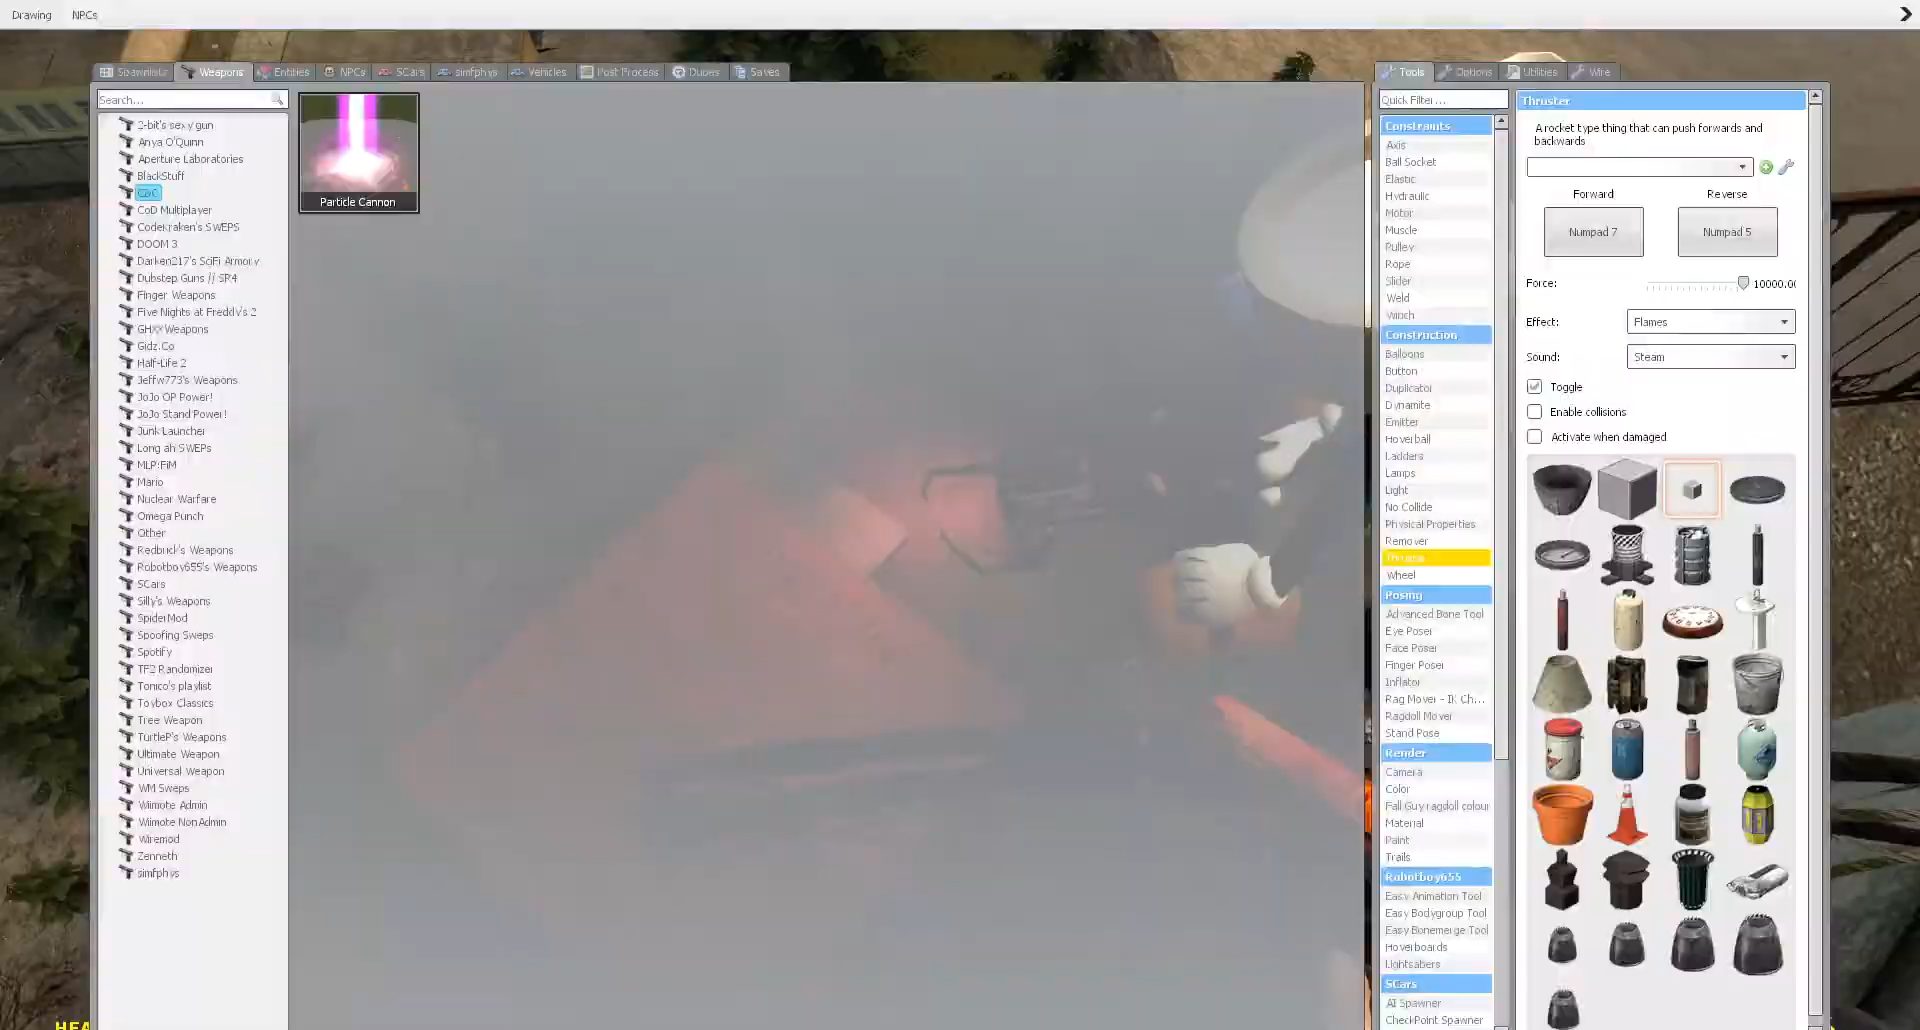 Drawing
NPCs
Spawnlists
Weapons
Entities
NPCs
SCars
simfphys
Vehicles
Post Process
Dupes
Saves
Tools
Options
Utilities
Wire
Search...
2-bit's sexy gun
Anya O'Quinn
Aperture Laboratories
BlackStuff
CoD Multiplayer
Codekraken's SWEPS
DOOM 3
Darken217's SciFi Armory
Dubstep Guns // SR4
Finger Weapons
Five Nights at Freddy's 2
GHXX Weapons
Gidz.Co
Half-Life 2
Jeffw773's Weapons
JoJo OP Power!
JoJo Stand Power!
Junk Launcher
Long ah SWEPs
MLP:FiM
Mario
Nuclear Warfare
Omega Punch
Other
Redbuck's Weapons
Robotboy655's Weapons
SCars
Silly's Weapons
SpiderMod
Spoofing Sweps
Spotify
TF2 Randomizer
Tonico's playlist
Toybox Classics
Tree Weapon
TurtleP's Weapons
Ultimate Weapon
Universal Weapon
WM Sweps
Wiimote Admin
Wiimote NonAdmin
Wiremod
Zenneth
simfphys
Particle Cannon
Quick Filter ...
Constraints
Axis
Ball Socket
Elastic
Hydraulic
Motor
Muscle
Pulley
Rope
Slider
Weld
Winch
Construction
Balloons
Button
Duplicator
Dynamite
Emitter
Hoverball
Ladders
Lamps
Light
No Collide
Physical Properties
Remover
Thruster
Wheel
Posing
Advanced Bone Tool
Eye Poser
Face Poser
Finger Poser
Inflator
Rag Mover - IK Ch...
Ragdoll Mover
Stand Pose
Render
Camera
Color
Fall Guy ragdoll colour
Material
Paint
Trails
Robotboy655
Easy Animation Tool
Easy Bodygroup Tool
Easy Bonemerge Tool
Hoverboards
Lightsabers
SCars
AI Spawner
CheckPoint Spawner
Thruster
A rocket type thing that can push forwards and
backwards
Forward Reverse
Numpad 7 Numpad 5
Force: 10000.00
Effect: Flames
Sound: Steam
Toggle
Enable collisions
Activate when damaged
HEA